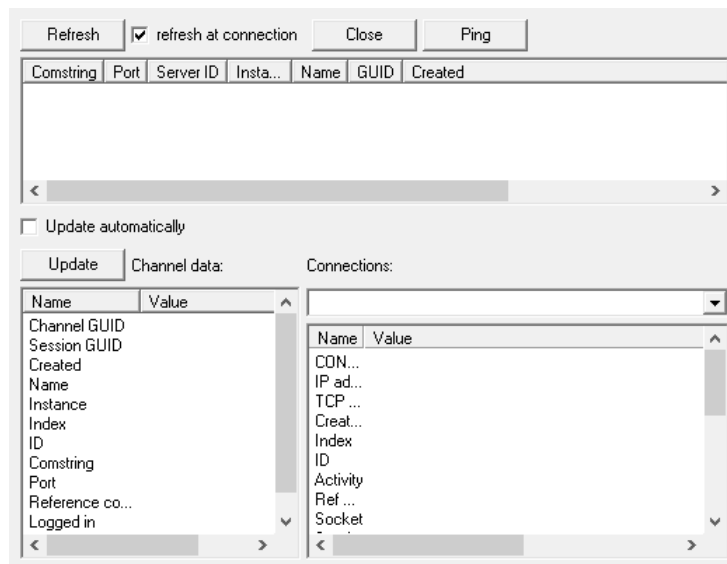 Refresh refresh at connection Close Ping
Comstring Port Server ID Insta... Name GUID Created
Update automatically
Update Channel data: Connections:
Name Value
Channel GUID
Session GUID
Created
Name
Instance
Index
ID
Comstring
Port
Reference co...
Logged in
Name Value
CON...
IP ad...
TCP ...
Creat...
Index
ID
Activity
Ref ...
Socket